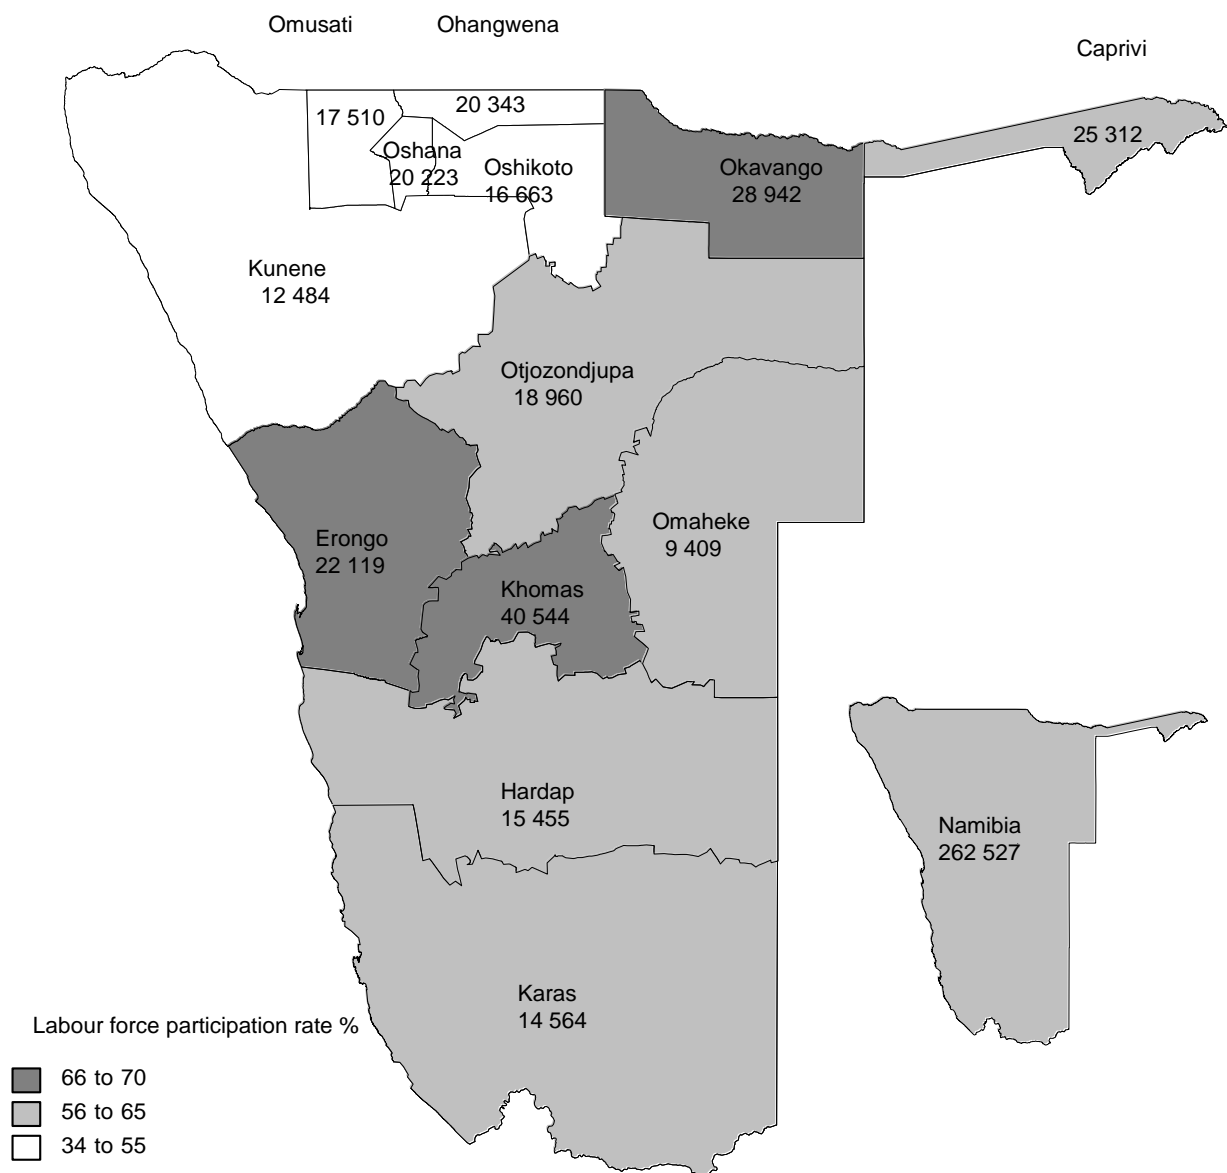 Omusati
Ohangwena
Caprivi
17 510
20 343
25 312
Oshana
20 223
Oshikoto
16 663
Okavango
28 942
Kunene
12 484
Otjozondjupa
18 960
Omaheke
9 409
Erongo
22 119
Khomas
40 544
Hardap
15 455
Namibia
262 527
Karas
14 564
Labour force participation rate %
66 to 70
56 to 65
34 to 55